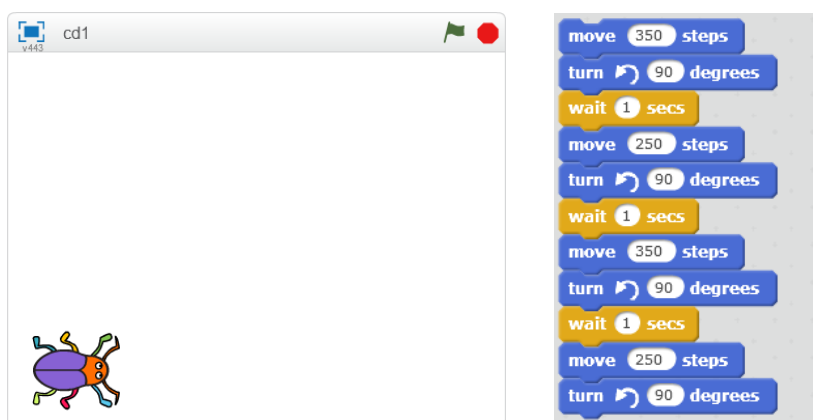 cd1
v443
move 350 steps
turn 90 degrees
wait 1 secs
move 250 steps
turn 90 degrees
wait 1 secs
move 350 steps
turn 90 degrees
wait 1 secs
move 250 steps
turn 90 degrees